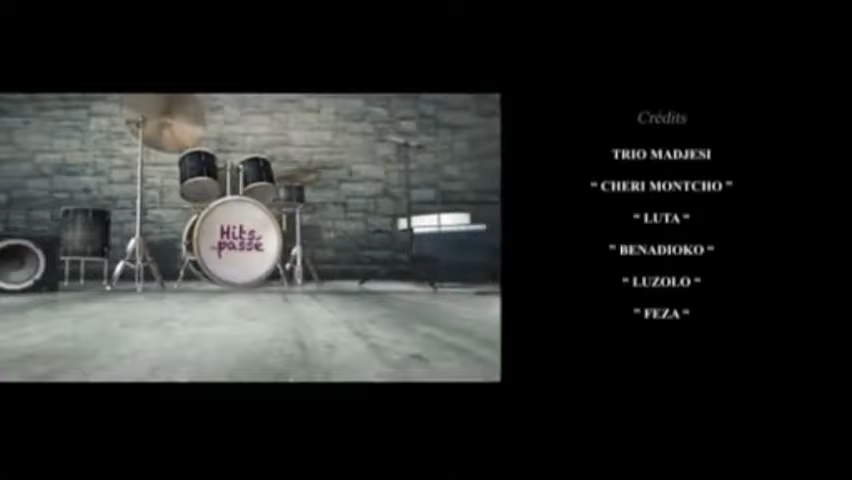 Hits
passé
Crédits
TRIO MADJESI
“ CHERI MONTCHO ”
“ LUTA “
” BENADIOKO “
“ LUZOLO “
” FEZA “